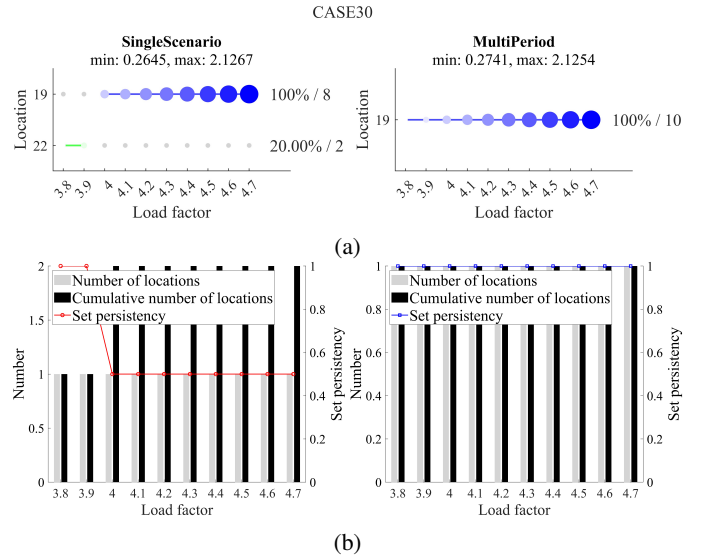 CASE30
SingleScenario
min: 0.2645, max: 2.1267
Location
19
22
100% / 8
20.00% / 2
3.8 3.9 4 4.1 4.2 4.3 4.4 4.5 4.6 4.7
Load factor
MultiPeriod
min: 0.2741, max: 2.1254
Location
19
100% / 10
3.8 3.9 4 4.1 4.2 4.3 4.4 4.5 4.6 4.7
Load factor
(a)
Number
2
1.5
1
0.5
0
Number of locations
Cumulative number of locations
Set persistency
1
0.8
0.6
0.4
0.2
0
Set persistency
3.8 3.9 4 4.1 4.2 4.3 4.4 4.5 4.6 4.7
Load factor
Number
1
0.8
0.6
0.4
0.2
0
Number of locations
Cumulative number of locations
Set persistency
1
0.8
0.6
0.4
0.2
0
Set persistency
3.8 3.9 4 4.1 4.2 4.3 4.4 4.5 4.6 4.7
Load factor
(b)